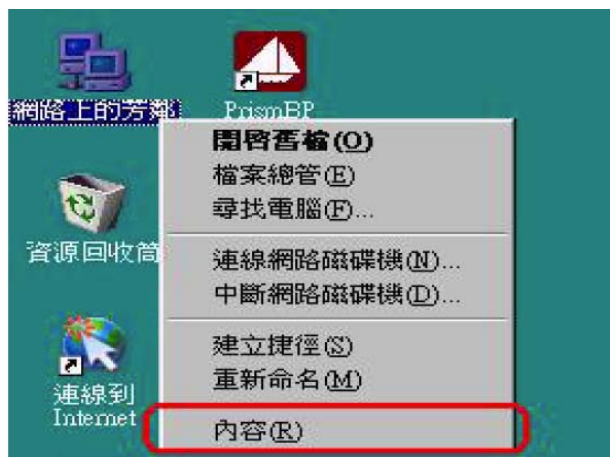 網路上的芳鄰
PrismBP
開啓舊檔(O)
檔案總管(E)
尋找電腦(F)...
資源回收筒
連線網路磁碟機(N)...
中斷網路磁碟機(D)...
建立捷徑(S)
重新命名(M)
連線到
Internet
內容(R)